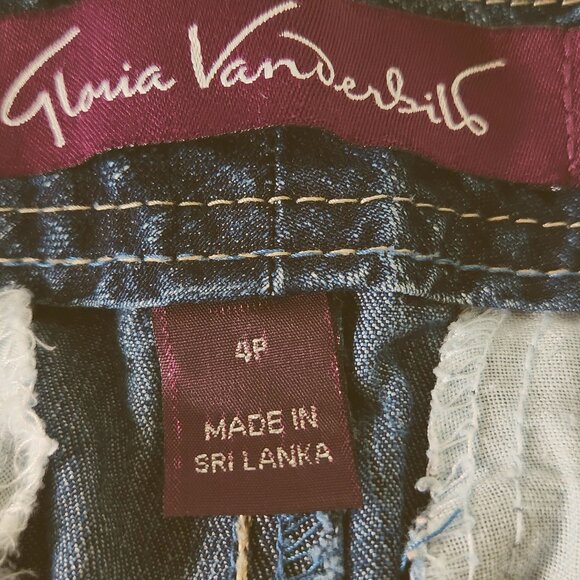 Gloria Vanderbilt
4P
MADE IN
SRI LANKA